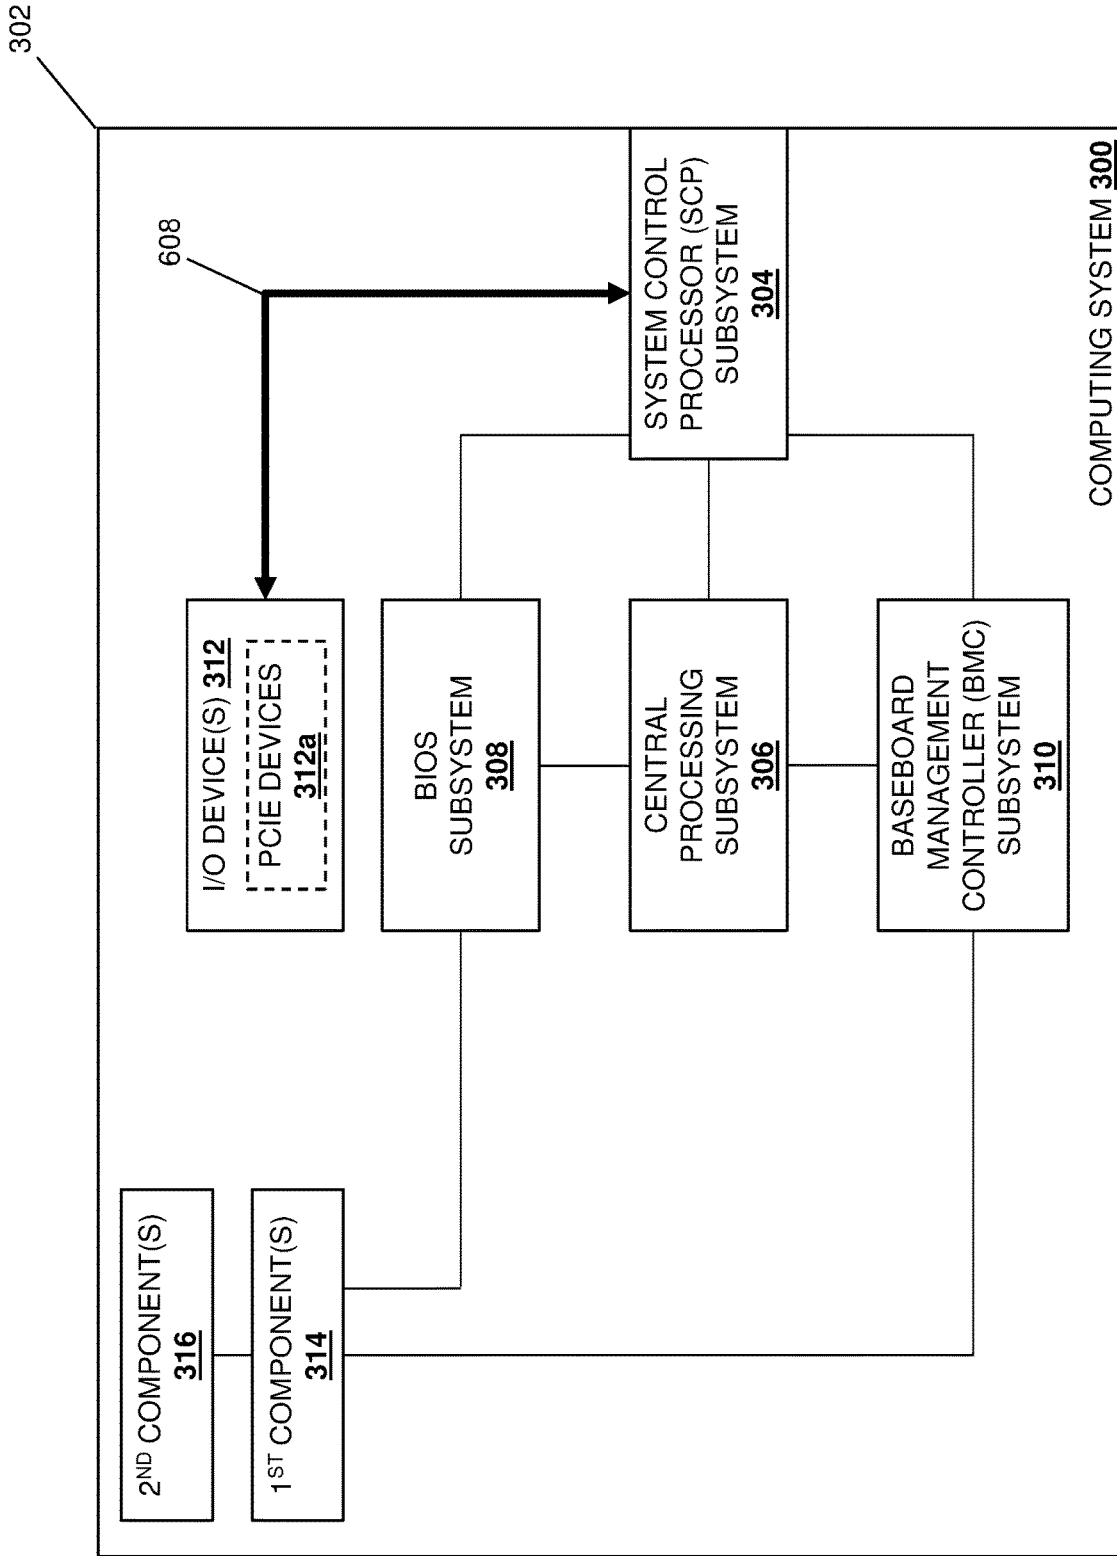 302
608
2ND COMPONENT(S)
316
1ST COMPONENT(S)
314
I/O DEVICE(S) 312
PCIE DEVICES
312a
BIOS
SUBSYSTEM
308
CENTRAL
PROCESSING
SUBSYSTEM
306
BASEBOARD
MANAGEMENT
CONTROLLER (BMC)
SUBSYSTEM
310
SYSTEM CONTROL
PROCESSOR (SCP)
SUBSYSTEM
304
COMPUTING SYSTEM 300